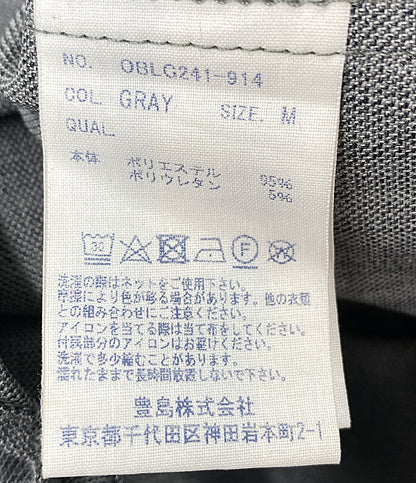 NO. OBLG241-914
COL. GRAY SIZE. M
QUAL.
本体 ポリエステル 95%
ポリウレタン 5%
30
F
洗濯の際はネットをご使用下さい。
摩擦により色が移る場合があります。他の衣類
との組み合わせにご注意ください。
アイロンを当てる際は当て布をしてください。
付属部分のアイロンはお避けください。
洗濯で多少縮むことがあります。
濡れたままで長時間放置しないで下さい。
豊島株式会社
東京都千代田区神田岩本町2-1